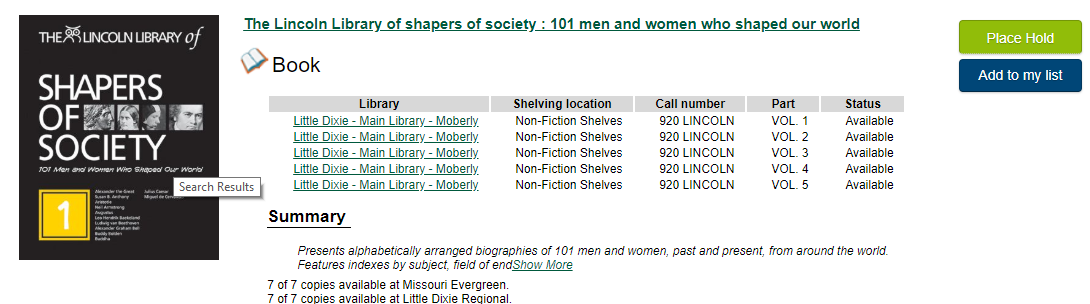 THE LINCOLN LIBRARY of
SHAPERS
OF
SOCIETY
101 Men and Women Who Shaped Our World
1
Alexander the Great
Susan B. Anthony
Aristotle
Neil Armstrong
Augustus
Leo Hendrik Baekeland
Ludwig van Beethoven
Alexander Graham Bell
Buddy Bolden
Buddha
Julius Caesar
Miguel de
Search Results
The Lincoln Library of shapers of society : 101 men and women who shaped our world
Book
Library Shelving location Call number Part Status
Little Dixie - Main Library - Moberly Non-Fiction Shelves 920 LINCOLN VOL. 1 Available
Little Dixie - Main Library - Moberly Non-Fiction Shelves 920 LINCOLN VOL. 2 Available
Little Dixie - Main Library - Moberly Non-Fiction Shelves 920 LINCOLN VOL. 3 Available
Little Dixie - Main Library - Moberly Non-Fiction Shelves 920 LINCOLN VOL. 4 Available
Little Dixie - Main Library - Moberly Non-Fiction Shelves 920 LINCOLN VOL. 5 Available
Summary
Presents alphabetically arranged biographies of 101 men and women, past and present, from around the world.
Features indexes by subject, field of endShow More
7 of 7 copies available at Missouri Evergreen.
7 of 7 copies available at Little Dixie Regional.
Place Hold
Add to my list